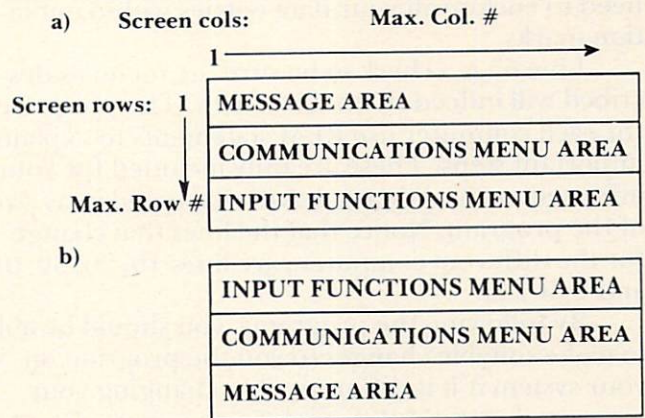 a) Screen cols: Max. Col. #
1
Screen rows: 1 MESSAGE AREA
COMMUNICATIONS MENU AREA
Max. Row # INPUT FUNCTIONS MENU AREA
b)
INPUT FUNCTIONS MENU AREA
COMMUNICATIONS MENU AREA
MESSAGE AREA